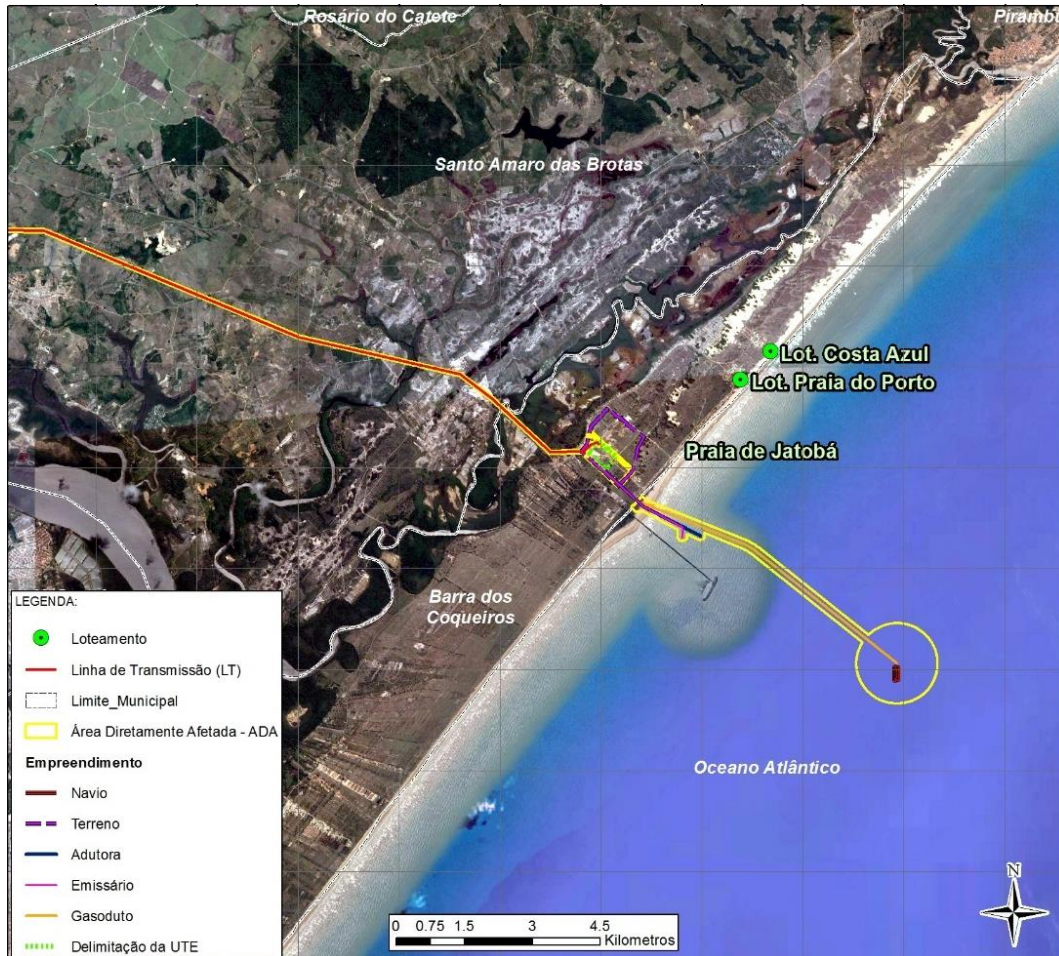 Rosário do Catete
Santo Amaro das Brotas
Lot. Costa Azul
Lot. Praia do Porto
Praia de Jatobá
Barra dos
Coqueiros
Oceano Atlântico
LEGENDA:
Loteamento
Linha de Transmissão (LT)
Limite_Municipal
Área Diretamente Afetada - ADA
Empreendimento
Navio
Terreno
Adutora
Emissário
Gasoduto
Delimitação da UTE
0 0.75 1.5 3 4.5
Kilometros
N